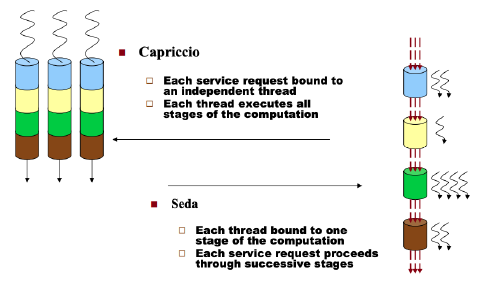 Capriccio
Each service request bound to
an independent thread
Each thread executes all
stages of the computation
Seda
Each thread bound to one
stage of the computation
Each service request proceeds
through successive stages